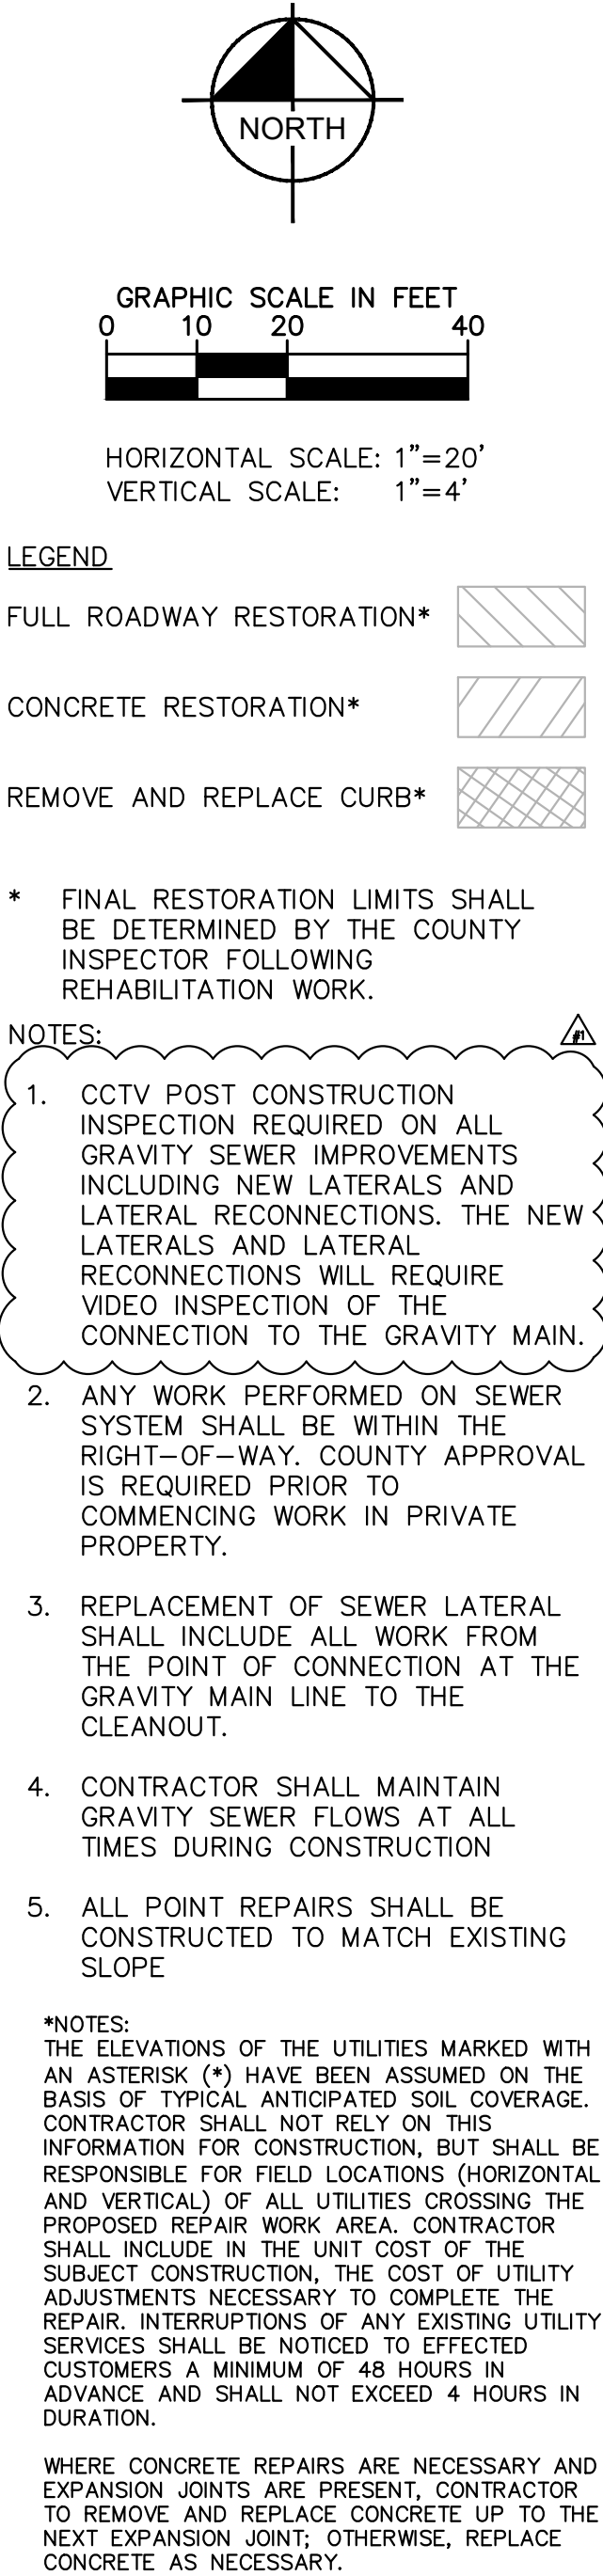 NORTH
GRAPHIC SCALE IN FEET
0 10 20 40
HORIZONTAL SCALE: 1"=20'
VERTICAL SCALE: 1"=4'
LEGEND
FULL ROADWAY RESTORATION*
CONCRETE RESTORATION*
REMOVE AND REPLACE CURB*
* FINAL RESTORATION LIMITS SHALL
BE DETERMINED BY THE COUNTY
INSPECTOR FOLLOWING
REHABILITATION WORK.
NOTES: #1
1. CCTV POST CONSTRUCTION
INSPECTION REQUIRED ON ALL
GRAVITY SEWER IMPROVEMENTS
INCLUDING NEW LATERALS AND
LATERAL RECONNECTIONS. THE NEW
LATERALS AND LATERAL
RECONNECTIONS WILL REQUIRE
VIDEO INSPECTION OF THE
CONNECTION TO THE GRAVITY MAIN.
2. ANY WORK PERFORMED ON SEWER
SYSTEM SHALL BE WITHIN THE
RIGHT-OF-WAY. COUNTY APPROVAL
IS REQUIRED PRIOR TO
COMMENCING WORK IN PRIVATE
PROPERTY.
3. REPLACEMENT OF SEWER LATERAL
SHALL INCLUDE ALL WORK FROM
THE POINT OF CONNECTION AT THE
GRAVITY MAIN LINE TO THE
CLEANOUT.
4. CONTRACTOR SHALL MAINTAIN
GRAVITY SEWER FLOWS AT ALL
TIMES DURING CONSTRUCTION
5. ALL POINT REPAIRS SHALL BE
CONSTRUCTED TO MATCH EXISTING
SLOPE
*NOTES:
THE ELEVATIONS OF THE UTILITIES MARKED WITH
AN ASTERISK (*) HAVE BEEN ASSUMED ON THE
BASIS OF TYPICAL ANTICIPATED SOIL COVERAGE.
CONTRACTOR SHALL NOT RELY ON THIS
INFORMATION FOR CONSTRUCTION, BUT SHALL BE
RESPONSIBLE FOR FIELD LOCATIONS (HORIZONTAL
AND VERTICAL) OF ALL UTILITIES CROSSING THE
PROPOSED REPAIR WORK AREA. CONTRACTOR
SHALL INCLUDE IN THE UNIT COST OF THE
SUBJECT CONSTRUCTION, THE COST OF UTILITY
ADJUSTMENTS NECESSARY TO COMPLETE THE
REPAIR. INTERRUPTIONS OF ANY EXISTING UTILITY
SERVICES SHALL BE NOTICED TO EFFECTED
CUSTOMERS A MINIMUM OF 48 HOURS IN
ADVANCE AND SHALL NOT EXCEED 4 HOURS IN
DURATION.
WHERE CONCRETE REPAIRS ARE NECESSARY AND
EXPANSION JOINTS ARE PRESENT, CONTRACTOR
TO REMOVE AND REPLACE CONCRETE UP TO THE
NEXT EXPANSION JOINT; OTHERWISE, REPLACE
CONCRETE AS NECESSARY.